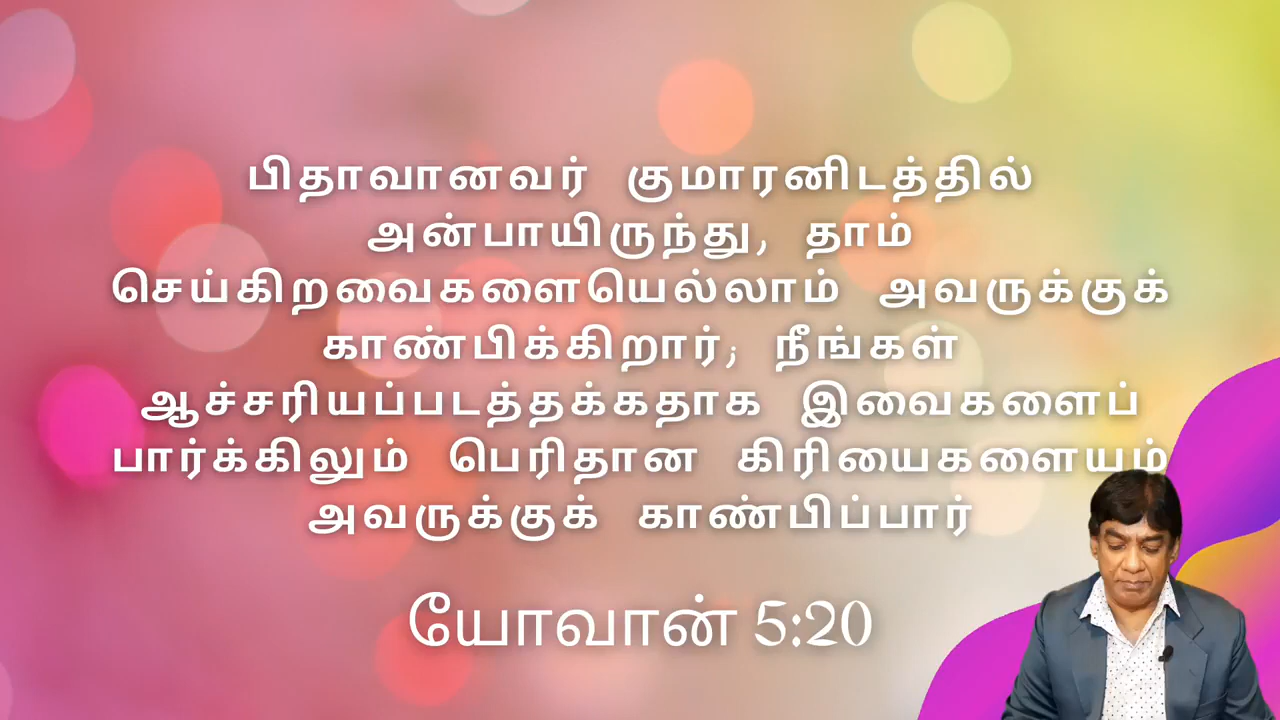 பிதாவானவர் குமாரனிடத்தில்
அன்பாயிருந்து, தாம்
செய்கிறவைகளையெல்லாம் அவருக்குக்
காண்பிக்கிறார்; நீங்கள்
ஆச்சரியப்படத்தக்கதாக இவைகளைப்
பார்க்கிலும் பெரிதான கிரியைகளையும்
அவருக்குக் காண்பிப்பார்
யோவான் 5:20